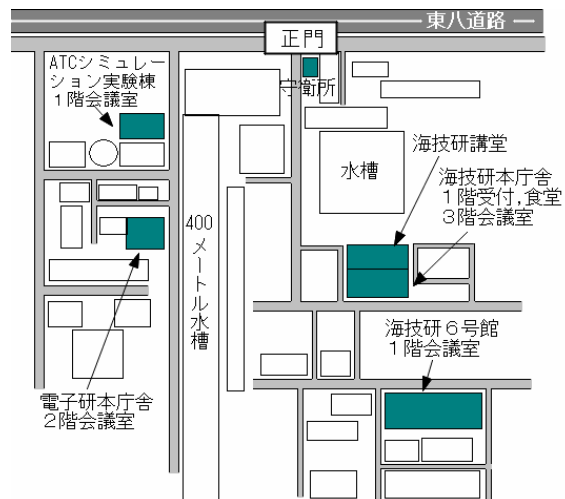 東八道路
正門
ATCシミュレー
ション実験棟
１階会議室
守衛所
海技研講堂
水槽
海技研本庁舎
１階受付,食堂
３階会議室
400メートル水槽
海技研６号館
１階会議室
電子研本庁舎
２階会議室